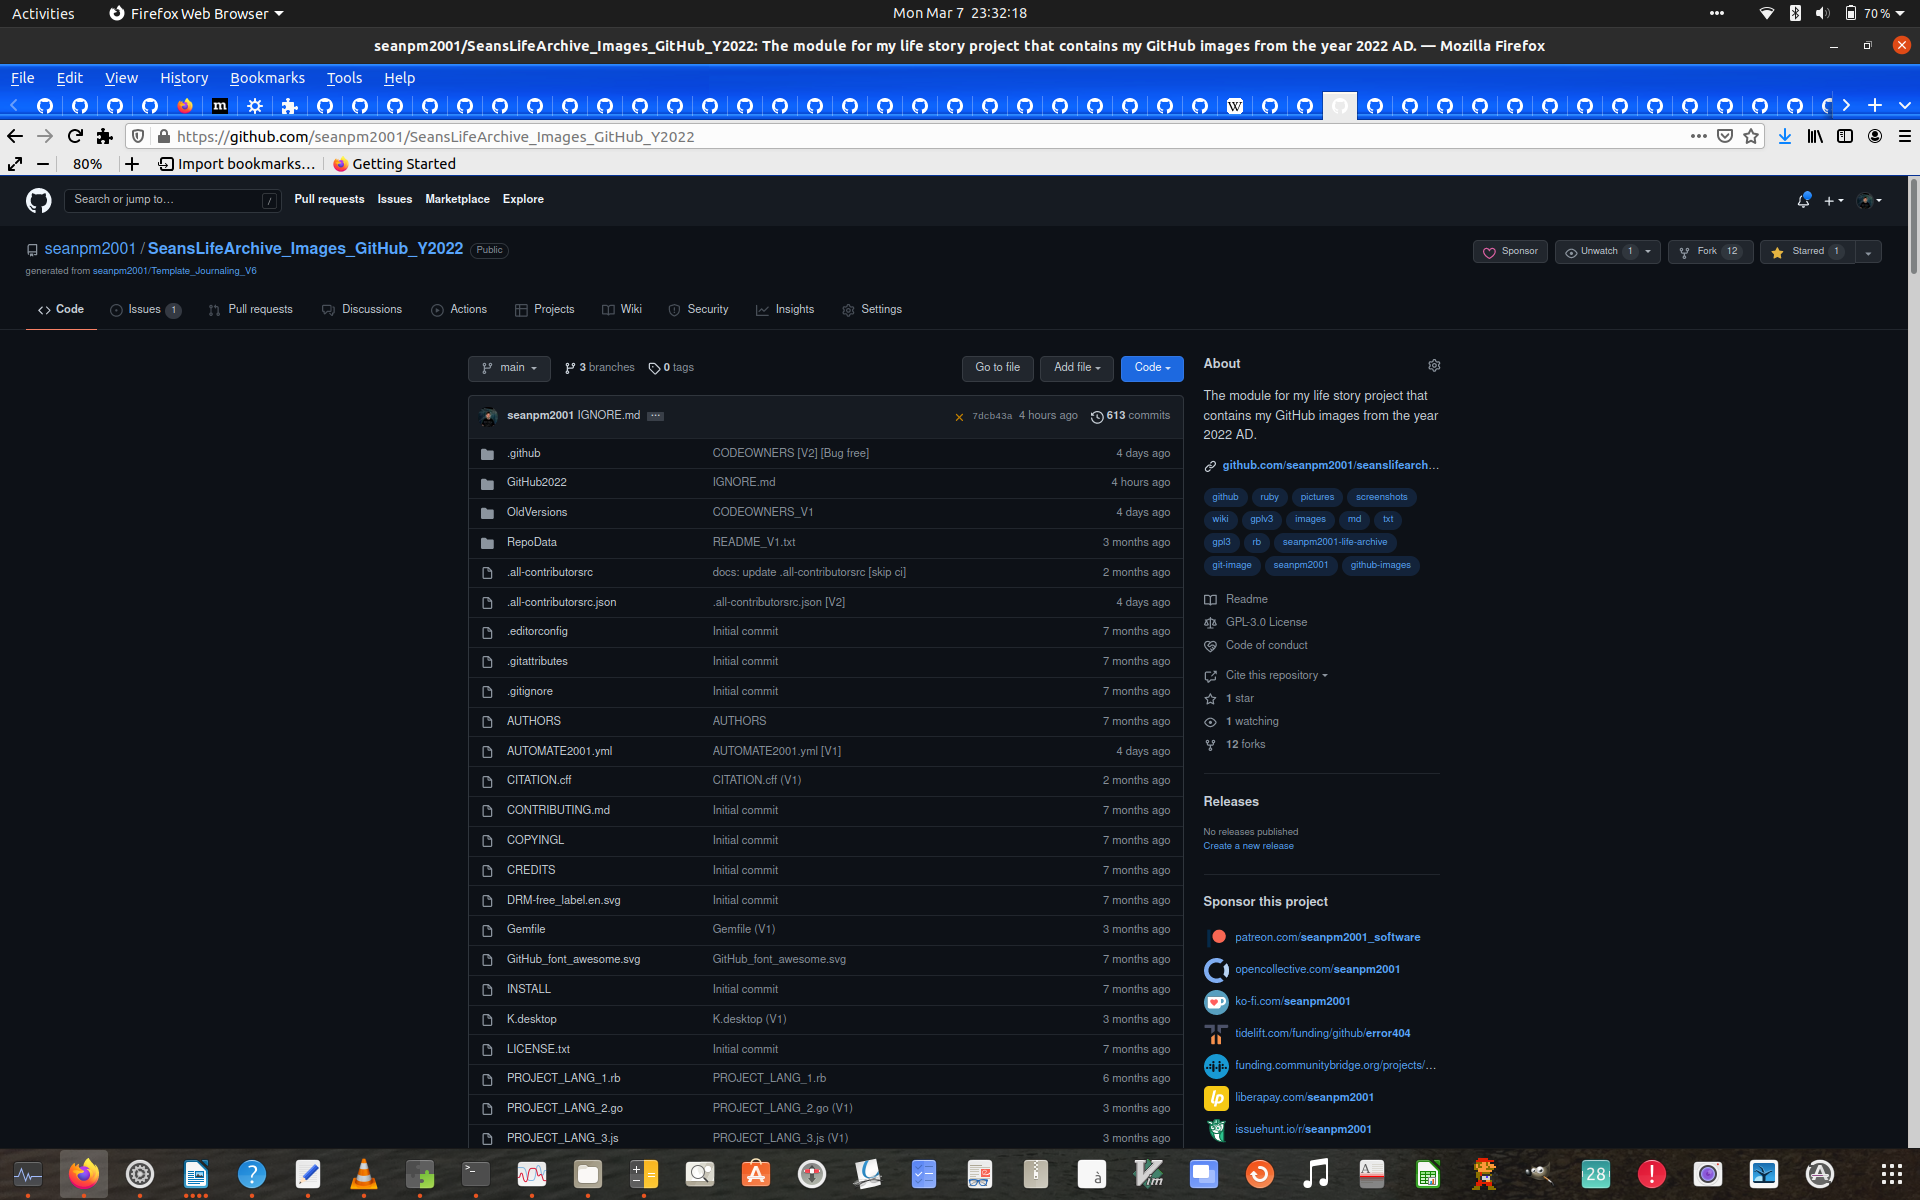 Activities
Firefox Web Browser
Mon Mar 7 23:32:18
70 %
seanpm2001/SeansLifeArchive_Images_GitHub_Y2022: The module for my life story project that contains my GitHub images from the year 2022 AD. — Mozilla Firefox
File Edit View History Bookmarks Tools Help
https://github.com/seanpm2001/SeansLifeArchive_Images_GitHub_Y2022
80%
Import bookmarks…
Getting Started
Search or jump to…
/
Pull requests Issues Marketplace Explore
seanpm2001 / SeansLifeArchive_Images_GitHub_Y2022 Public
generated from seanpm2001/Template_Journaling_V6
Sponsor
Unwatch 1
Fork 12
Starred 1
Code
Issues 1
Pull requests
Discussions
Actions
Projects
Wiki
Security
Insights
Settings
main
3 branches
0 tags
Go to file
Add file
Code
seanpm2001 IGNORE.md 7dcb43a 4 hours ago 613 commits
.github CODEOWNERS [V2] [Bug free] 4 days ago
GitHub2022 IGNORE.md 4 hours ago
OldVersions CODEOWNERS_V1 4 days ago
RepoData README_V1.txt 3 months ago
.all-contributorsrc docs: update .all-contributorsrc [skip ci] 2 months ago
.all-contributorsrc.json .all-contributorsrc.json [V2] 4 days ago
.editorconfig Initial commit 7 months ago
.gitattributes Initial commit 7 months ago
.gitignore Initial commit 7 months ago
AUTHORS AUTHORS 7 months ago
AUTOMATE2001.yml AUTOMATE2001.yml [V1] 4 days ago
CITATION.cff CITATION.cff (V1) 2 months ago
CONTRIBUTING.md Initial commit 7 months ago
COPYINGL Initial commit 7 months ago
CREDITS Initial commit 7 months ago
DRM-free_label.en.svg Initial commit 7 months ago
Gemfile Gemfile (V1) 3 months ago
GitHub_font_awesome.svg GitHub_font_awesome.svg 7 months ago
INSTALL Initial commit 7 months ago
K.desktop K.desktop (V1) 3 months ago
LICENSE.txt Initial commit 7 months ago
PROJECT_LANG_1.rb PROJECT_LANG_1.rb 6 months ago
PROJECT_LANG_2.go PROJECT_LANG_2.go (V1) 3 months ago
PROJECT_LANG_3.js PROJECT_LANG_3.js (V1) 3 months ago
About
The module for my life story project that
contains my GitHub images from the year
2022 AD.
github.com/seanpm2001/seanslifearch…
github ruby pictures screenshots
wiki gplv3 images md txt
gpl3 rb seanpm2001-life-archive
git-image seanpm2001 github-images
Readme
GPL-3.0 License
Code of conduct
Cite this repository
1 star
1 watching
12 forks
Releases
No releases published
Create a new release
Sponsor this project
patreon.com/seanpm2001_software
opencollective.com/seanpm2001
ko-fi.com/seanpm2001
tidelift.com/funding/github/error404
funding.communitybridge.org/projects/…
liberapay.com/seanpm2001
issuehunt.io/r/seanpm2001
28